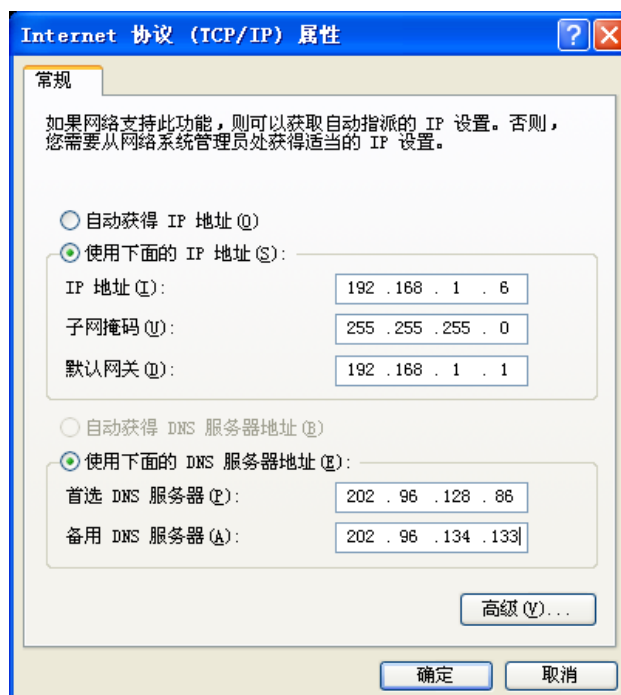 Internet 协议 (TCP/IP) 属性
常规
如果网络支持此功能，则可以获取自动指派的 IP 设置。否则，
您需要从网络系统管理员处获得适当的 IP 设置。
自动获得 IP 地址(O)
使用下面的 IP 地址(S):
IP 地址(I): 192 .168 . 1 . 6
子网掩码(U): 255 .255 .255 . 0
默认网关(D): 192 .168 . 1 . 1
自动获得 DNS 服务器地址(B)
使用下面的 DNS 服务器地址(E):
首选 DNS 服务器(P): 202 . 96 .128 . 86
备用 DNS 服务器(A): 202 . 96 .134 .133
高级(V)...
确定 取消